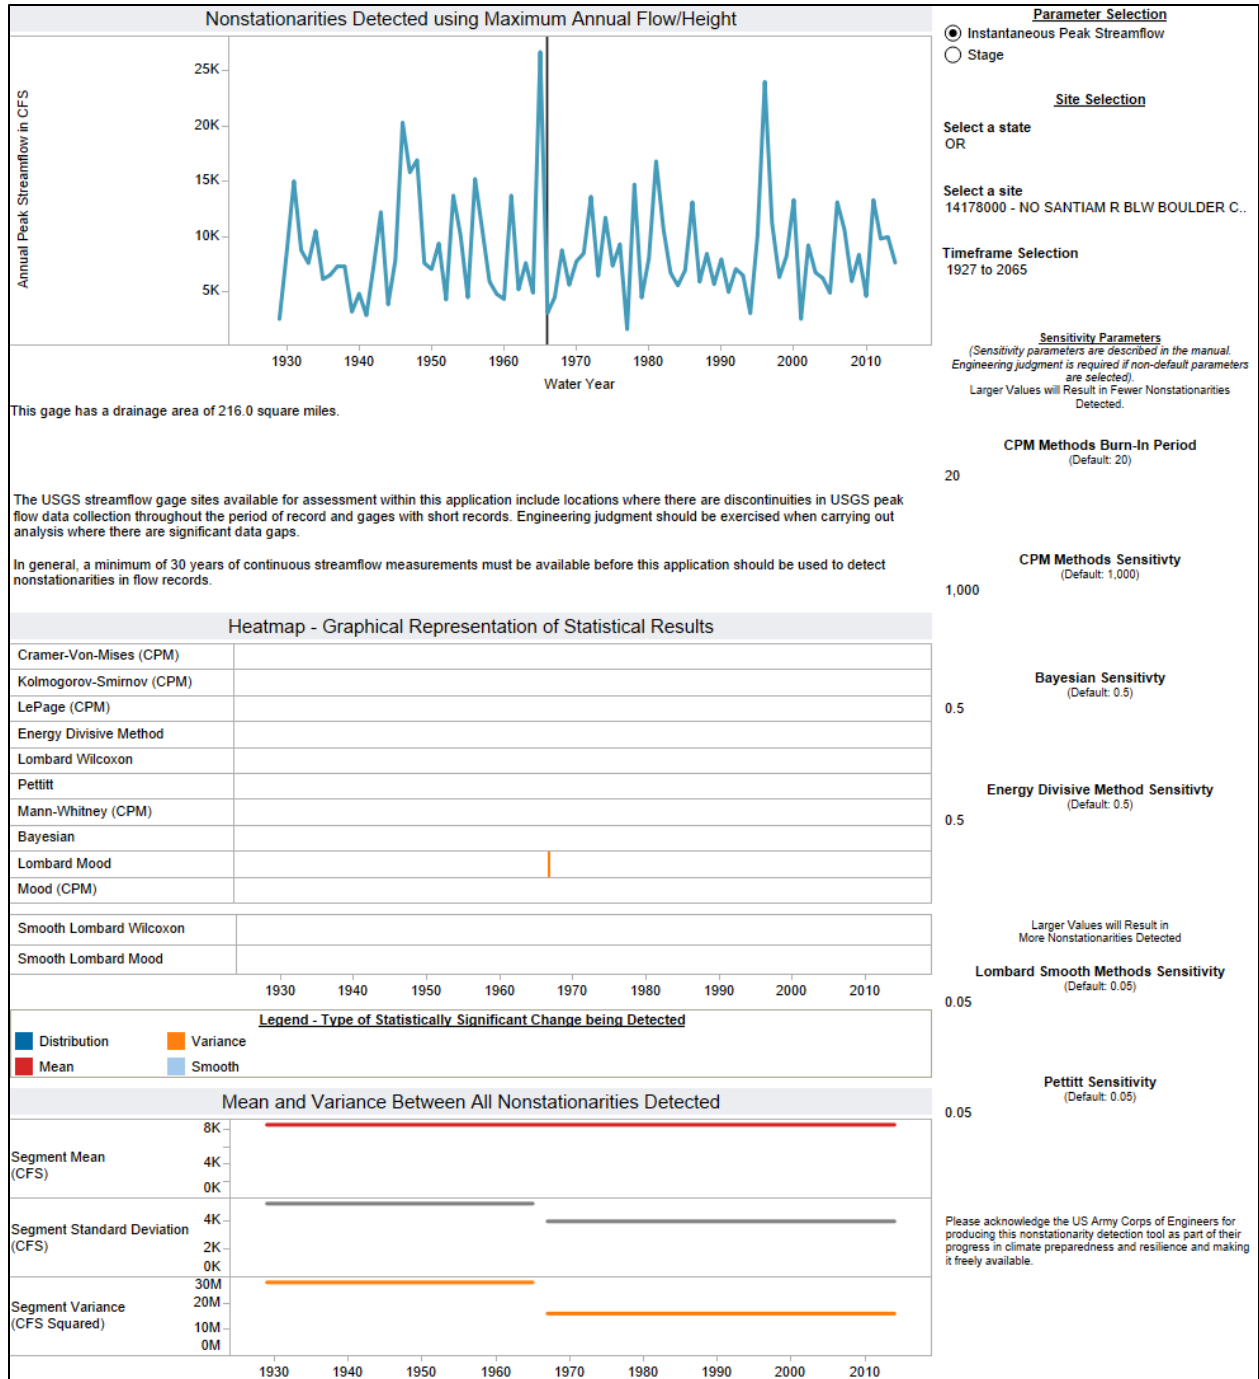 Nonstationarities Detected using Maximum Annual Flow/Height
Annual Peak Streamflow in CFS
25K
20K
15K
10K
5K
1930 1940 1950 1960 1970 1980 1990 2000 2010
Water Year
This gage has a drainage area of 216.0 square miles.
The USGS streamflow gage sites available for assessment within this application include locations where there are discontinuities in USGS peak
flow data collection throughout the period of record and gages with short records. Engineering judgment should be exercised when carrying out
analysis where there are significant data gaps.
In general, a minimum of 30 years of continuous streamflow measurements must be available before this application should be used to detect
nonstationarities in flow records.
Heatmap - Graphical Representation of Statistical Results
Cramer-Von-Mises (CPM)
Kolmogorov-Smirnov (CPM)
LePage (CPM)
Energy Divisive Method
Lombard Wilcoxon
Pettitt
Mann-Whitney (CPM)
Bayesian
Lombard Mood
Mood (CPM)
Smooth Lombard Wilcoxon
Smooth Lombard Mood
1930 1940 1950 1960 1970 1980 1990 2000 2010
Legend - Type of Statistically Significant Change being Detected
Distribution Variance
Mean Smooth
Mean and Variance Between All Nonstationarities Detected
Segment Mean
(CFS)
8K
4K
0K
Segment Standard Deviation
(CFS)
4K
2K
0K
Segment Variance
(CFS Squared)
30M
20M
10M
0M
1930 1940 1950 1960 1970 1980 1990 2000 2010
Parameter Selection
Instantaneous Peak Streamflow
Stage
Site Selection
Select a state
OR
Select a site
14178000 - NO SANTIAM R BLW BOULDER C..
Timeframe Selection
1927 to 2065
Sensitivity Parameters
(Sensitivity parameters are described in the manual.
Engineering judgment is required if non-default parameters
are selected).
Larger Values will Result in Fewer Nonstationarities
Detected.
CPM Methods Burn-In Period
(Default: 20)
20
CPM Methods Sensitivty
(Default: 1,000)
1,000
Bayesian Sensitivty
(Default: 0.5)
0.5
Energy Divisive Method Sensitivty
(Default: 0.5)
0.5
Larger Values will Result in
More Nonstationarities Detected
Lombard Smooth Methods Sensitivity
(Default: 0.05)
0.05
Pettitt Sensitivity
(Default: 0.05)
0.05
Please acknowledge the US Army Corps of Engineers for
producing this nonstationarity detection tool as part of their
progress in climate preparedness and resilience and making
it freely available.